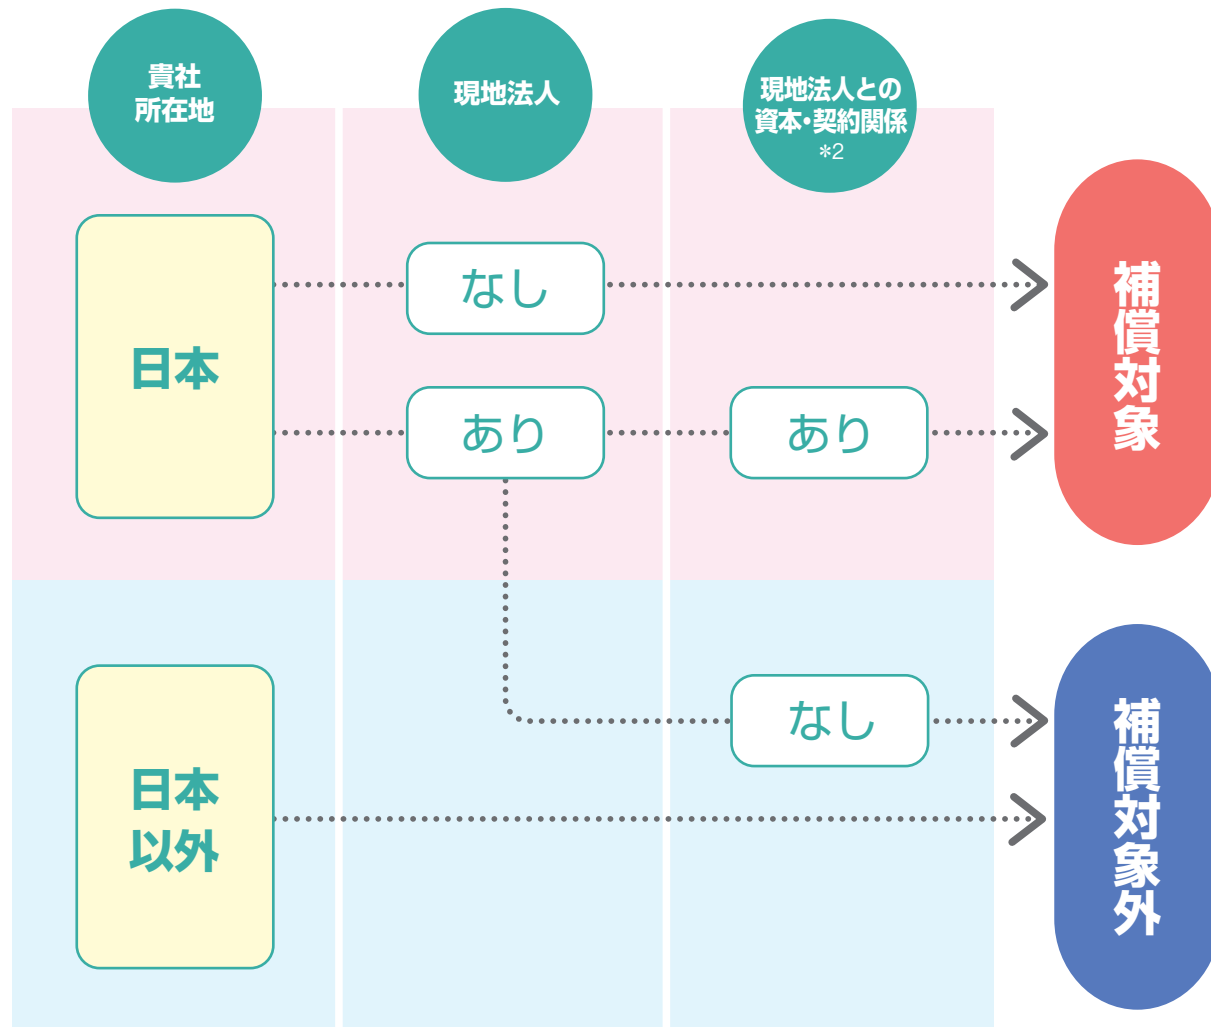 貴社
所在地
現地法人
現地法人との
資本・契約関係
*2
日本
なし
あり
あり
補償対象
日本
以外
なし
補償対象外